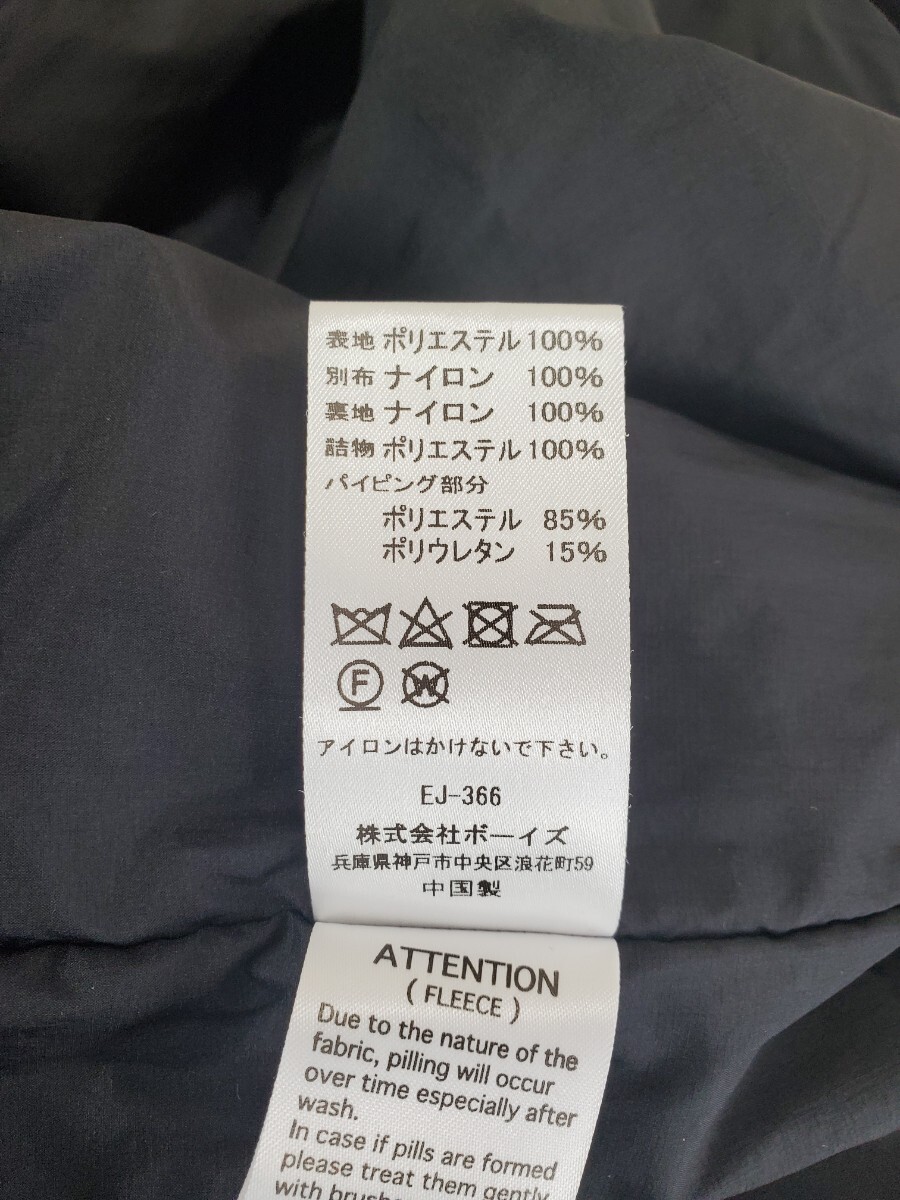 表地 ポリエステル 100%
別布 ナイロン 100%
裏地 ナイロン 100%
詰物 ポリエステル 100%
パイピング部分
ポリエステル 85%
ポリウレタン 15%
F W
アイロンはかけないで下さい。
EJ-366
株式会社ボーイズ
兵庫県神戸市中央区浪花町59
中国製
ATTENTION
( FLEECE )
Due to the nature of the
fabric, pilling will occur
over time especially after
wash.
In case if pills are formed
please treat them gently
with